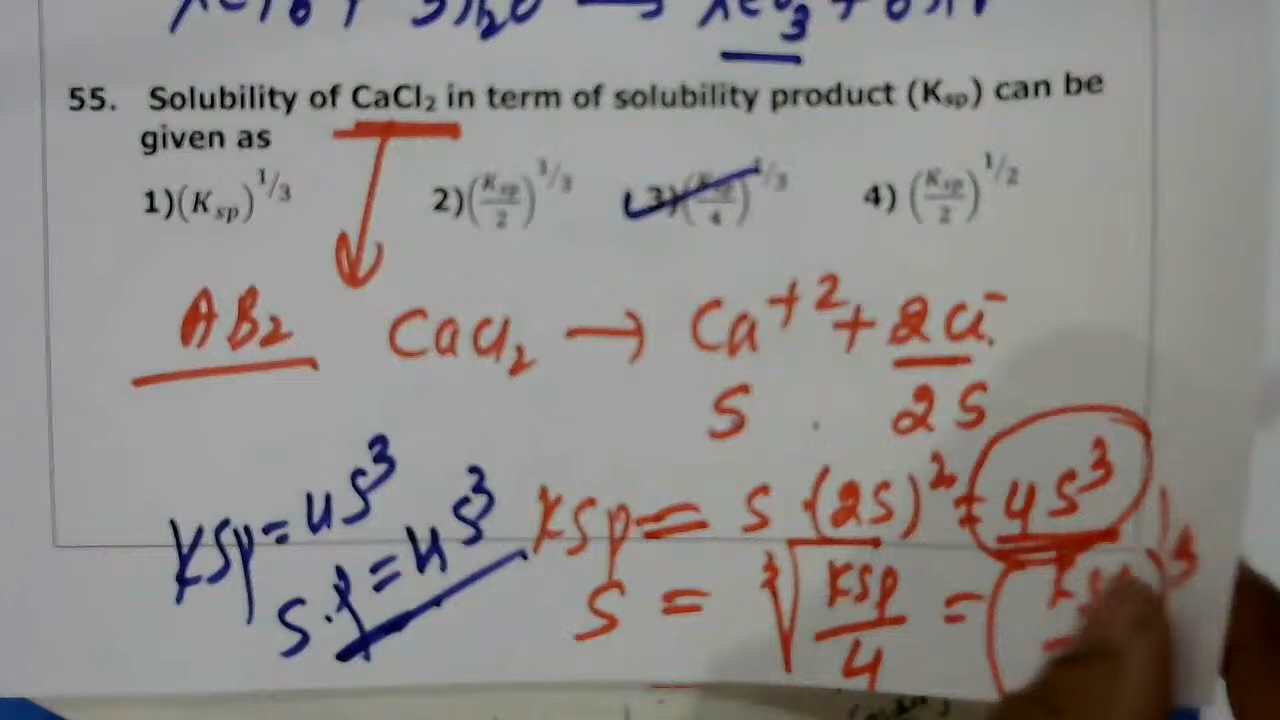 55. Solubility of CaCl₂ in term of solubility product (Ksp) can be
given as
1)(Ksp)^1/3 2)(Ksp/2)^1/3 3)(Ksp/4)^1/3 4) (Ksp/2)^1/2
AB₂ CaCl₂ → Ca⁺² + 2Cl⁻
S . 2S
Ksp = 4S³
S.P = 4S³
Ksp = S.(2S)² = 4S³
S = ∛Ksp/4 =